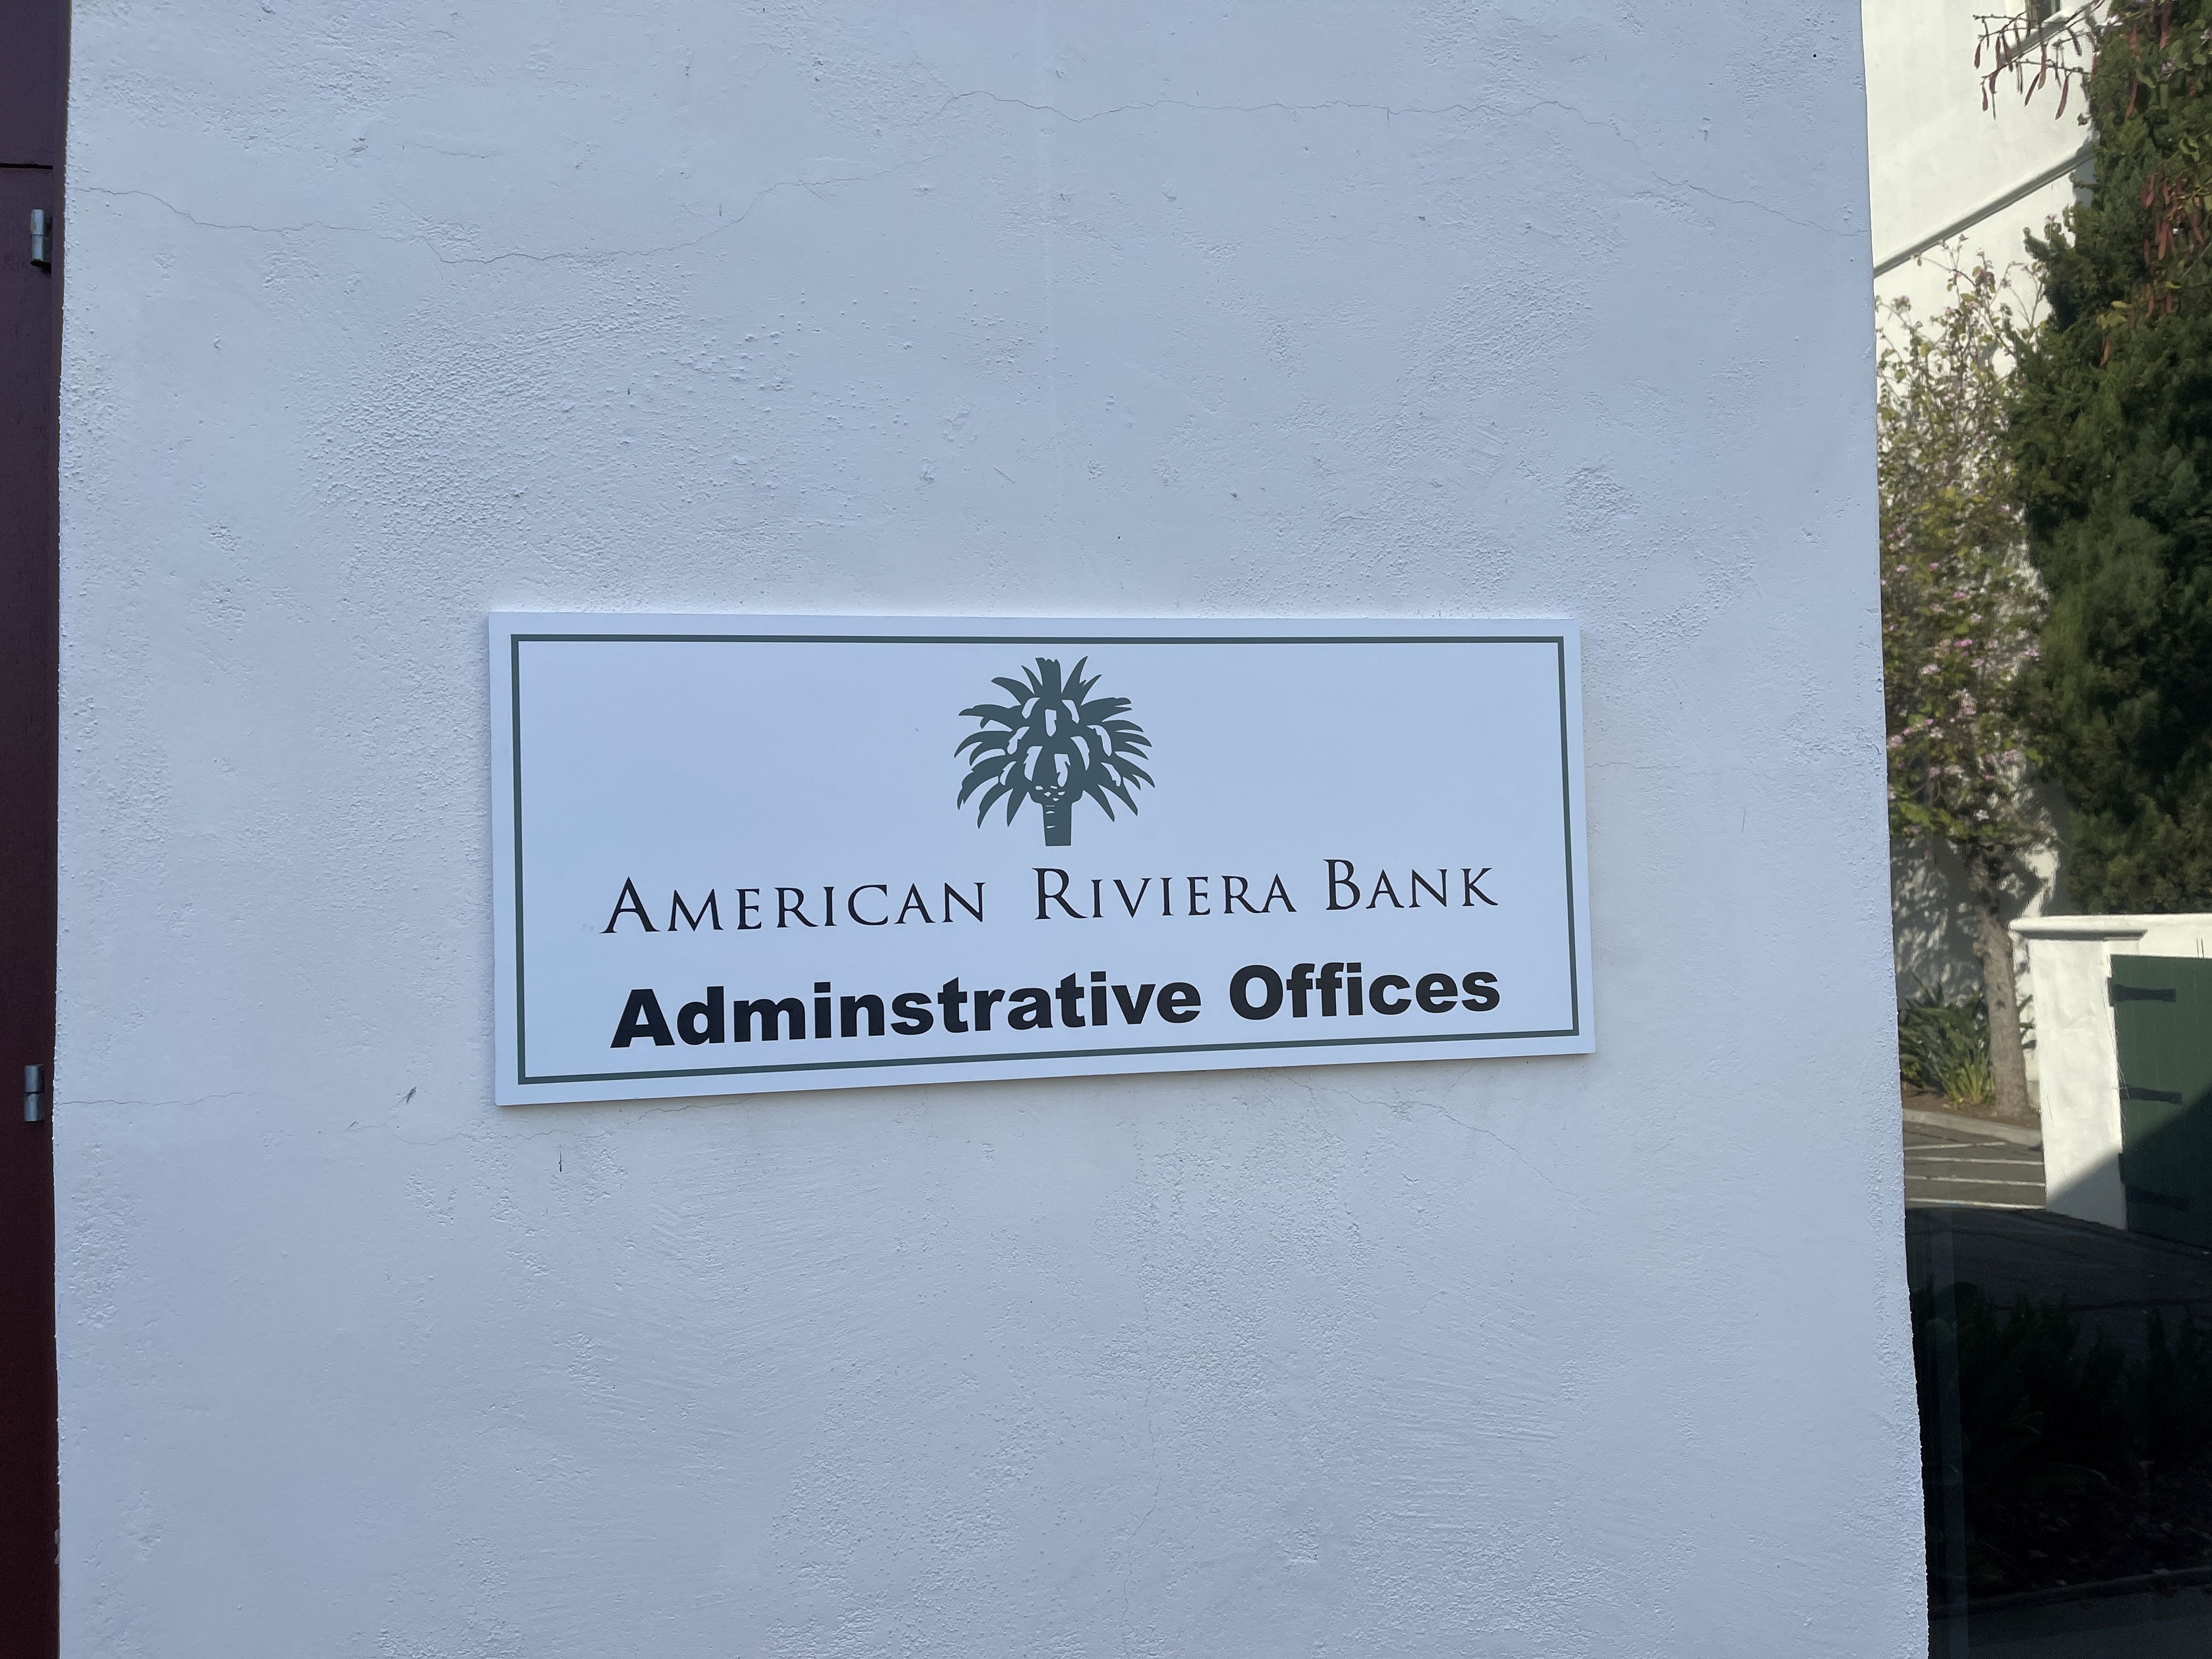 American Riviera Bank
Adminstrative Offices